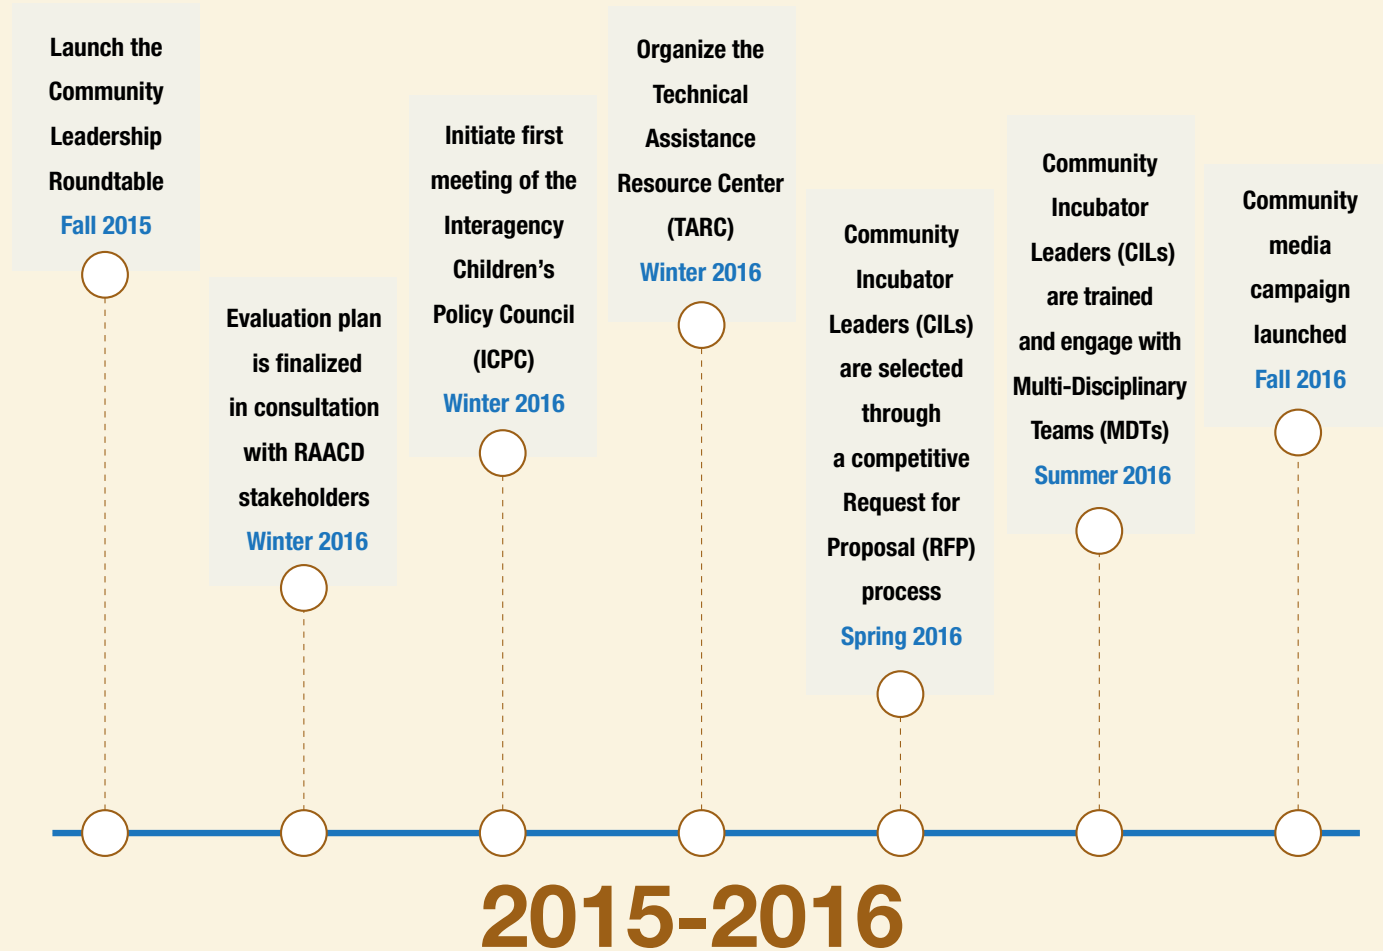 Launch the
Community
Leadership
Roundtable
Fall 2015
Evaluation plan
is finalized
in consultation
with RAACD
stakeholders
Winter 2016
Initiate first
meeting of the
Interagency
Children’s
Policy Council
(ICPC)
Winter 2016
Organize the
Technical
Assistance
Resource Center
(TARC)
Winter 2016
Community
Incubator
Leaders (CILs)
are selected
through
a competitive
Request for
Proposal (RFP)
process
Spring 2016
Community
Incubator
Leaders (CILs)
are trained
and engage with
Multi-Disciplinary
Teams (MDTs)
Summer 2016
Community
media
campaign
launched
Fall 2016
2015-2016